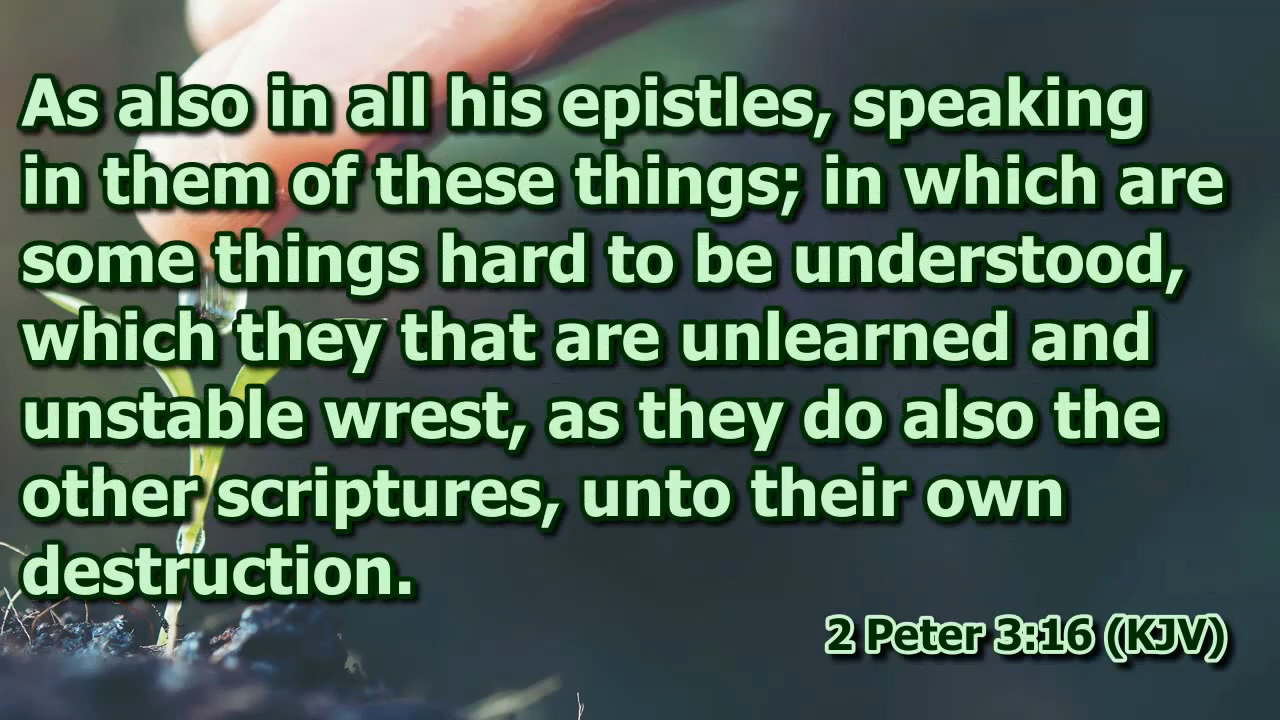 As also in all his epistles, speaking
in them of these things; in which are
some things hard to be understood,
which they that are unlearned and
unstable wrest, as they do also the
other scriptures, unto their own
destruction.
2 Peter 3:16 (KJV)